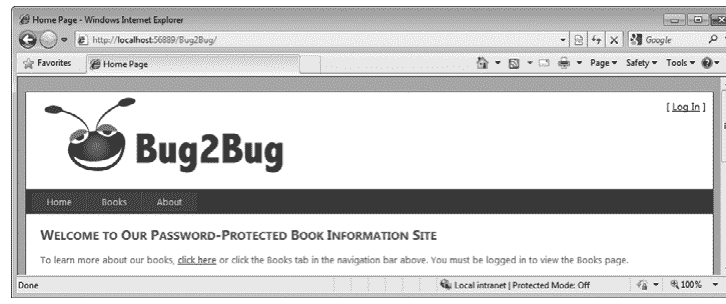 Home Page - Windows Internet Explorer
http://localhost:56889/Bug2Bug/
Google
Favorites
Home Page
Page
Safety
Tools
[ Log In ]
Bug2Bug
Home Books About
WELCOME TO OUR PASSWORD-PROTECTED BOOK INFORMATION SITE
To learn more about our books, click here or click the Books tab in the navigation bar above. You must be logged in to view the Books page.
Done
Local intranet | Protected Mode: Off
100%